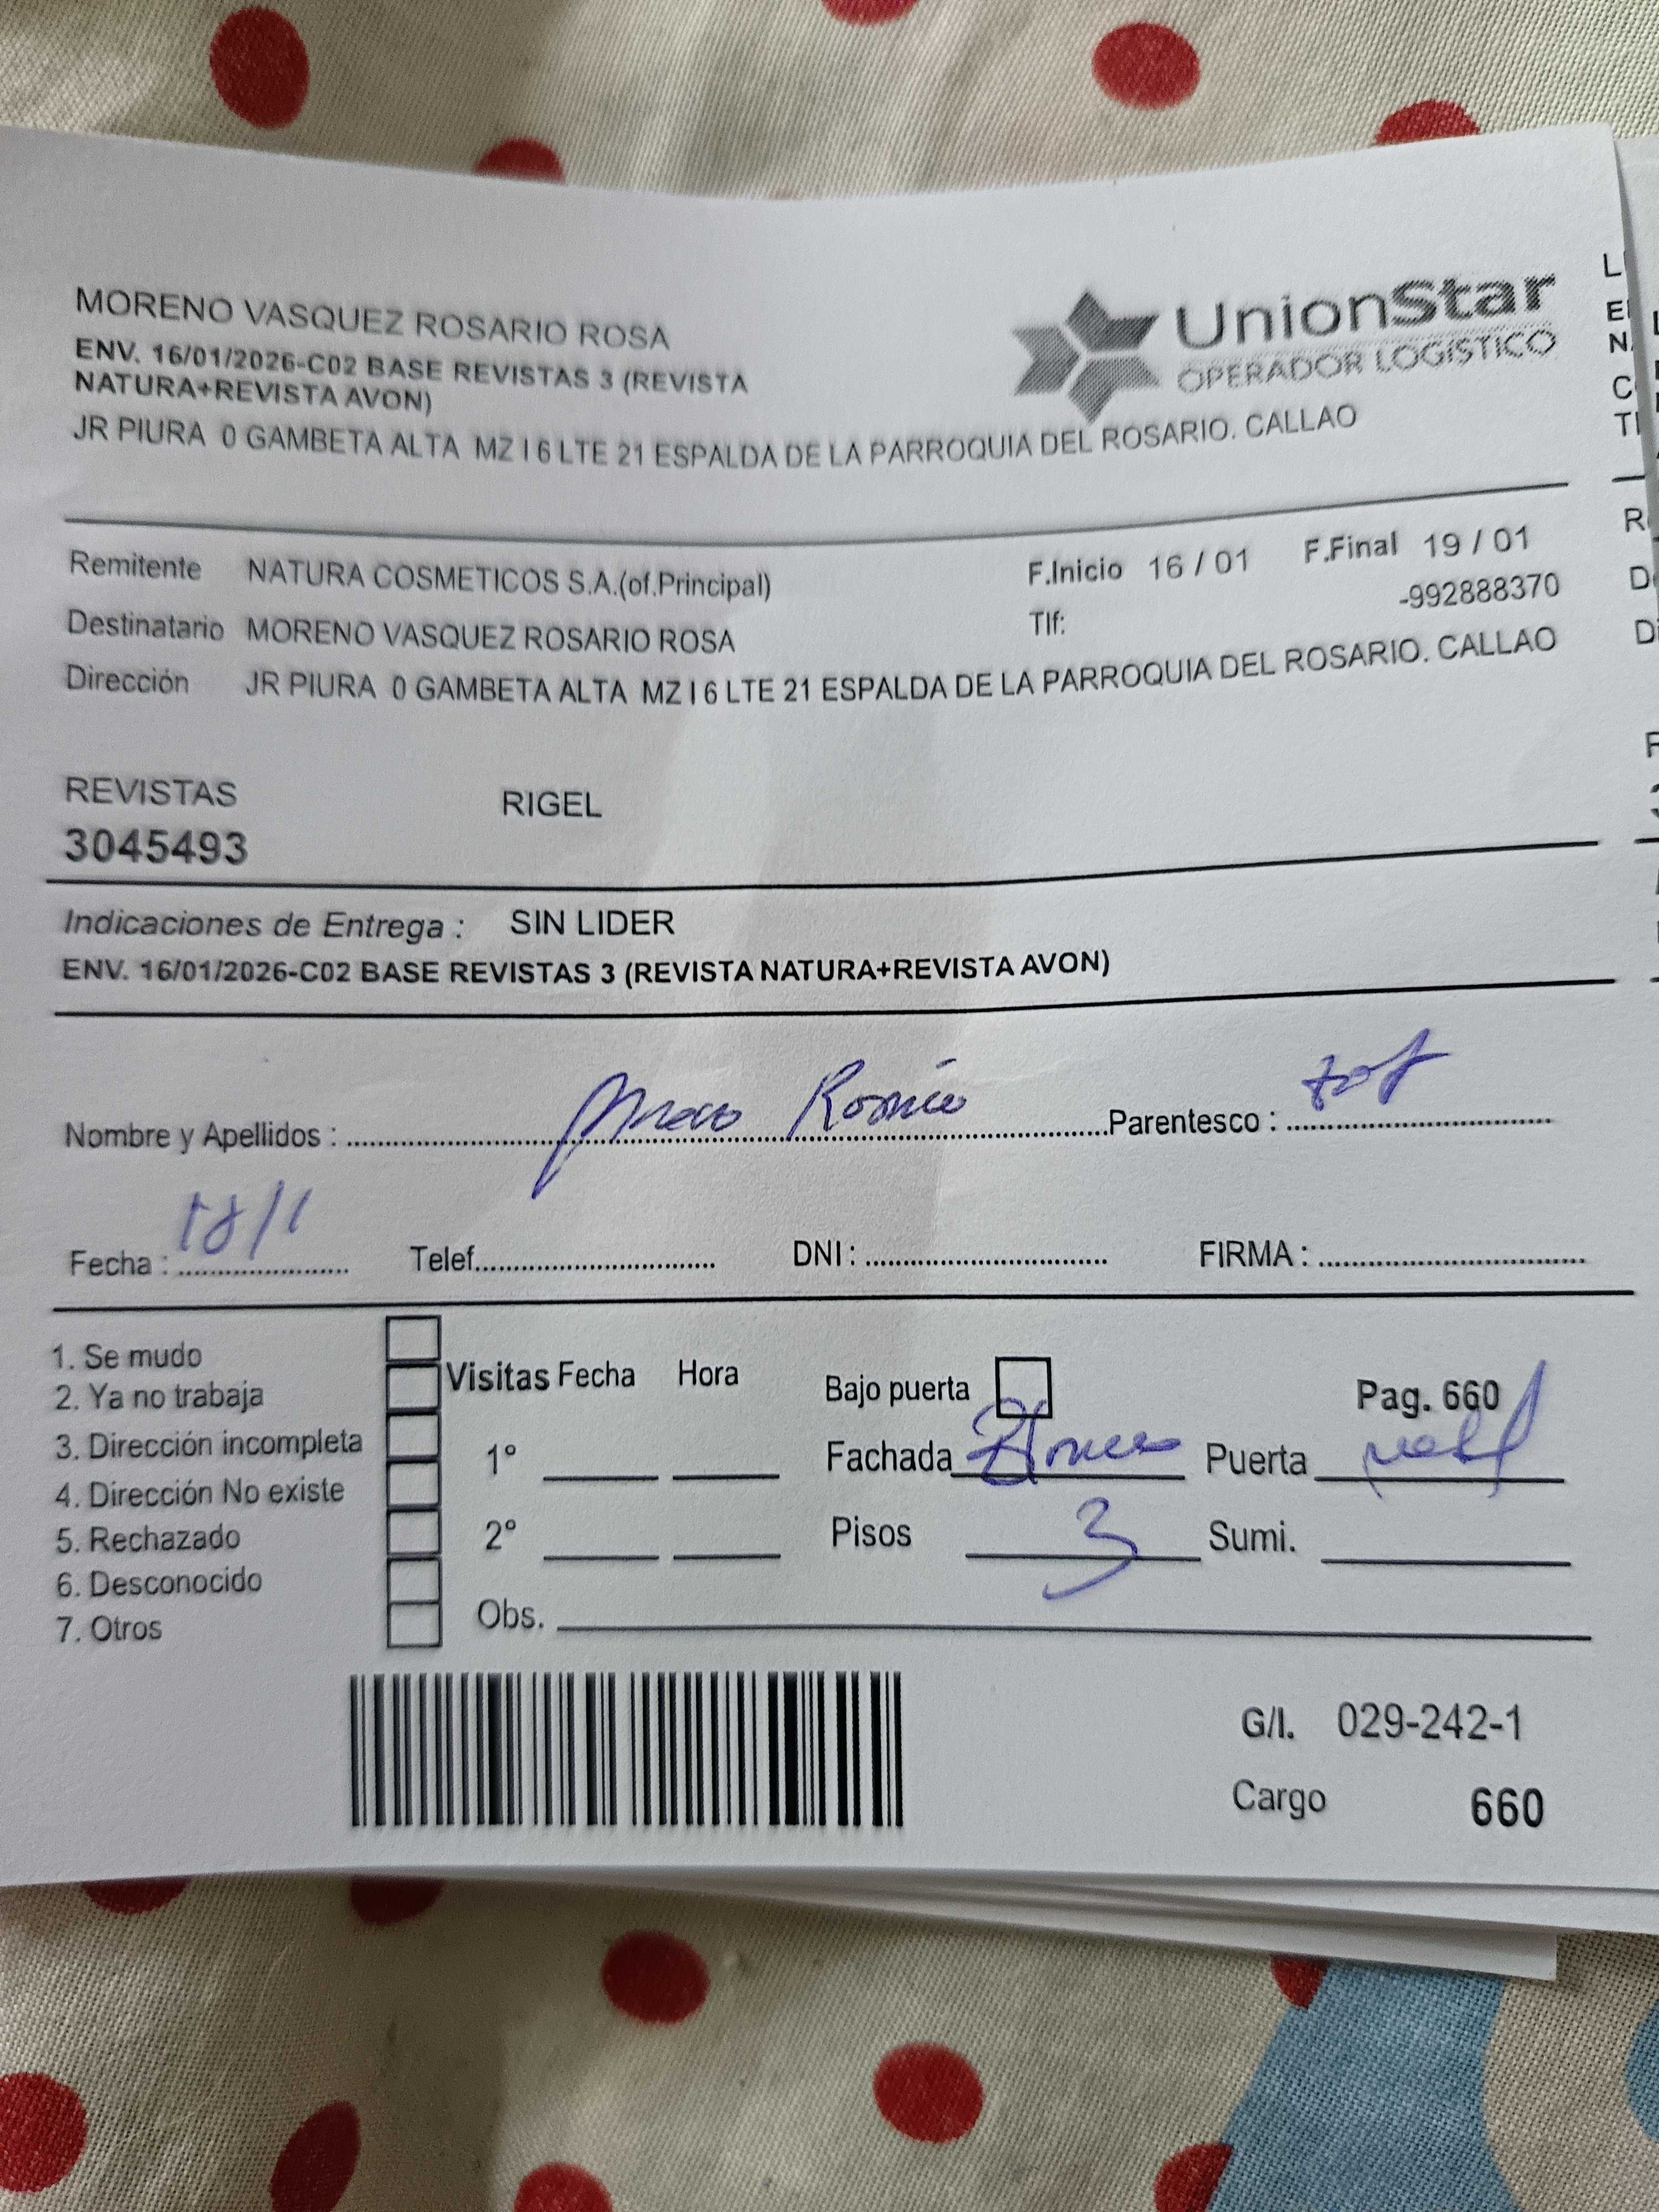 MORENO VASQUEZ ROSARIO ROSA
ENV. 16/01/2026-C02 BASE REVISTAS 3 (REVISTA
NATURA+REVISTA AVON)
JR PIURA 0 GAMBETA ALTA MZ I 6 LTE 21 ESPALDA DE LA PARROQUIA DEL ROSARIO. CALLAO
UnionStar
OPERADOR LOGÍSTICO
Remitente NATURA COSMETICOS S.A.(of.Principal) F.Inicio 16 / 01 F.Final 19 / 01
Destinatario MORENO VASQUEZ ROSARIO ROSA Tlf: -992888370
Dirección JR PIURA 0 GAMBETA ALTA MZ I 6 LTE 21 ESPALDA DE LA PARROQUIA DEL ROSARIO. CALLAO
REVISTAS RIGEL
3045493
Indicaciones de Entrega : SIN LIDER
ENV. 16/01/2026-C02 BASE REVISTAS 3 (REVISTA NATURA+REVISTA AVON)
Nombre y Apellidos : Parentesco :
Fecha : 18/1 Telef. DNI : FIRMA :
1. Se mudo
2. Ya no trabaja
3. Dirección incompleta
4. Dirección No existe
5. Rechazado
6. Desconocido
7. Otros
Visitas Fecha Hora
1°
2°
Obs.
Bajo puerta Pag. 660
Fachada Puerta
Pisos 3 Sumi.
G/I. 029-242-1
Cargo 660